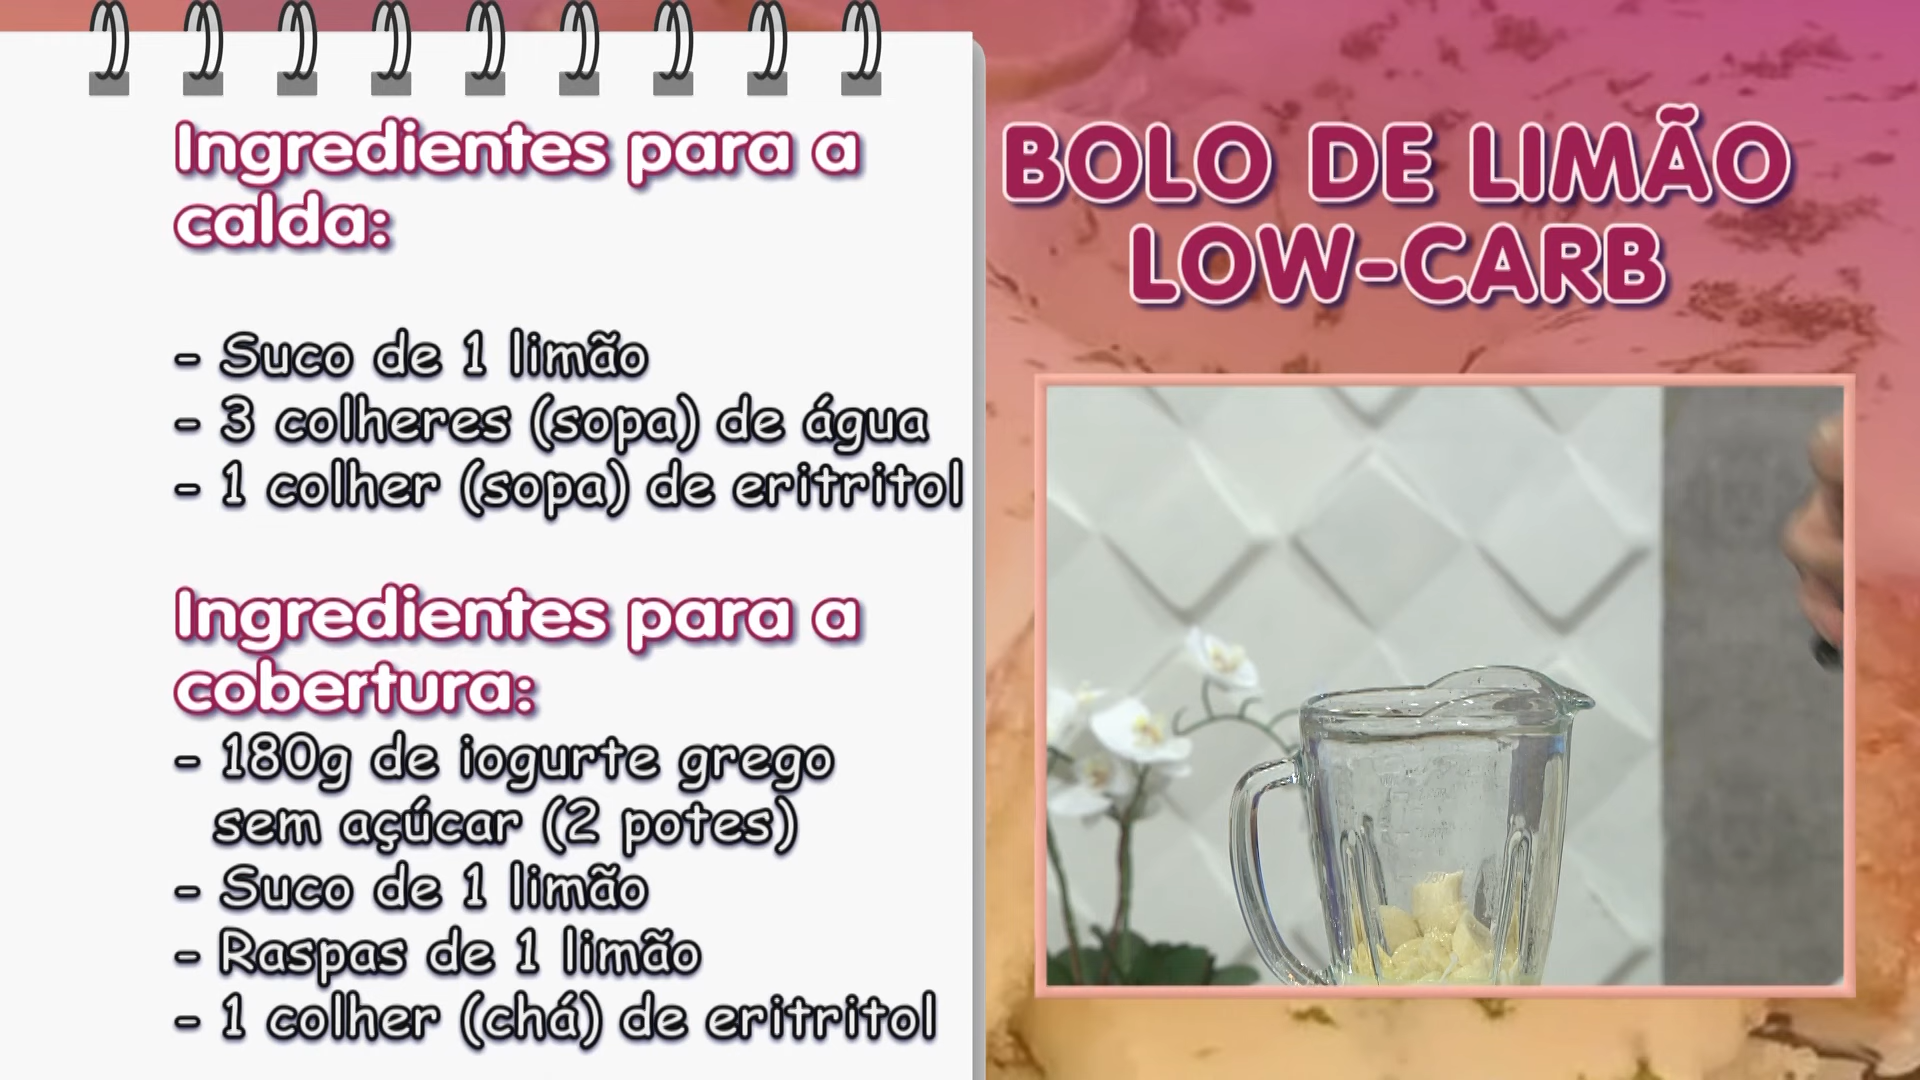 Ingredientes para a
calda:
- Suco de 1 limão
- 3 colheres (sopa) de água
- 1 colher (sopa) de eritritol
Ingredientes para a
cobertura:
- 180g de iogurte grego
sem açúcar (2 potes)
- Suco de 1 limão
- Raspas de 1 limão
- 1 colher (chá) de eritritol
BOLO DE LIMÃO
LOW-CARB